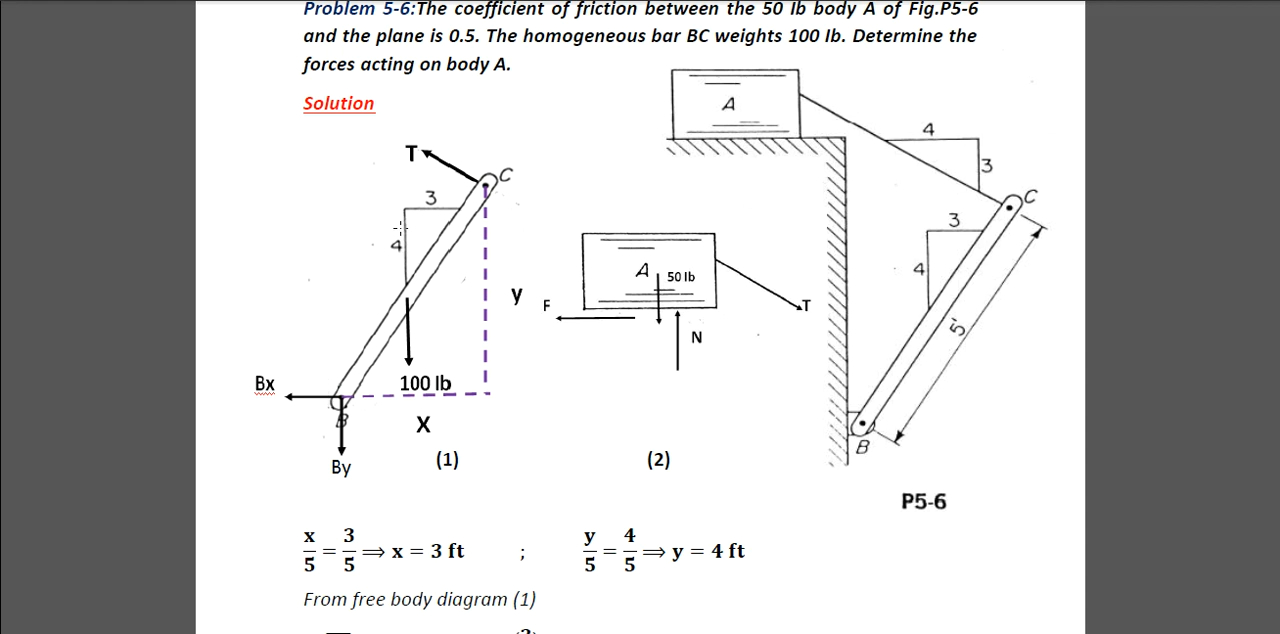 Problem 5-6:The coefficient of friction between the 50 lb body A of Fig.P5-6
and the plane is 0.5. The homogeneous bar BC weights 100 lb. Determine the
forces acting on body A.
Solution
A
4
3
C
3
4
5'
B
P5-6
T
C
3
4
y
100 lb
Bx
B
X
By
(1)
A
50 lb
F
T
N
(2)
x/5 = 3/5 ⟹ x = 3 ft ; y/5 = 4/5 ⟹ y = 4 ft
From free body diagram (1)